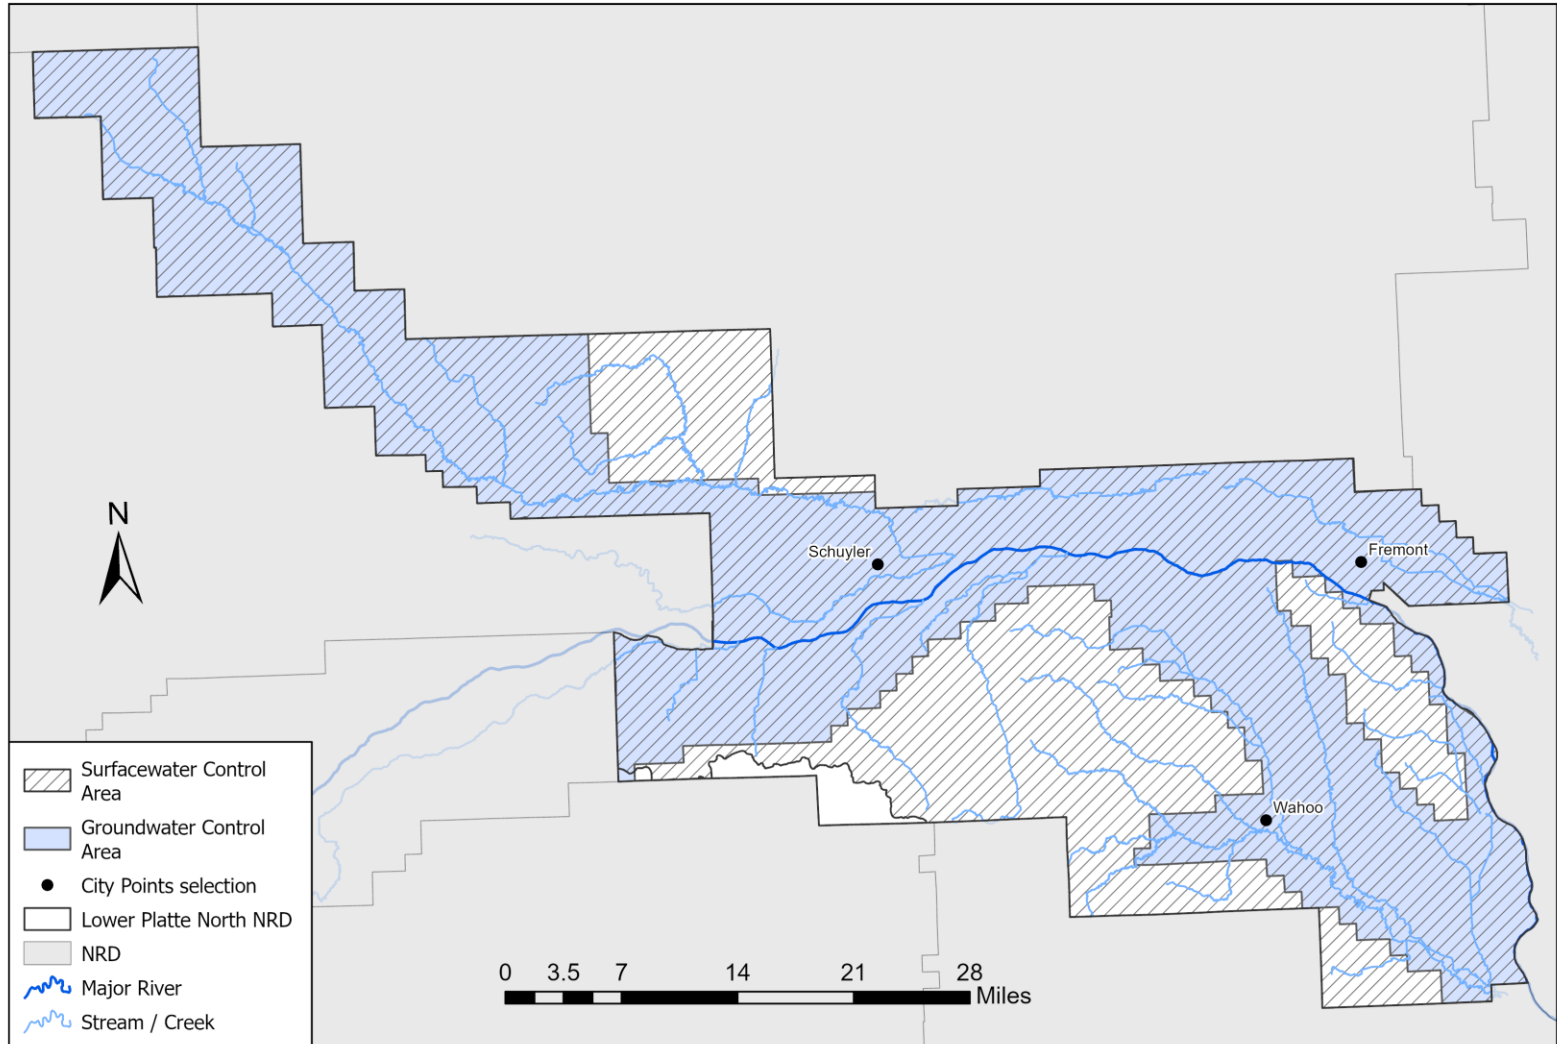 N
Schuyler
Fremont
Wahoo
Surfacewater Control
Area
Groundwater Control
Area
City Points selection
Lower Platte North NRD
NRD
Major River
Stream / Creek
0 3.5 7 14 21 28
Miles